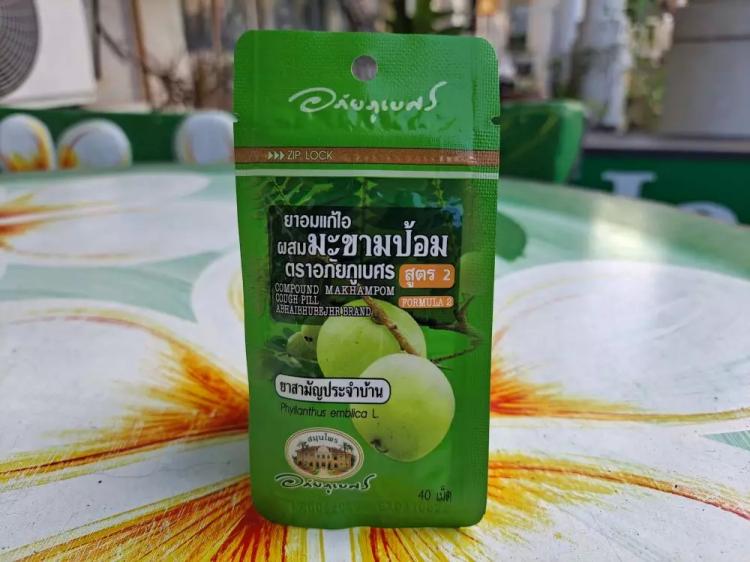 อภัยภูเบศร
ZIP LOCK
ยาอมแก้ไอ
ผสมมะขามป้อม
ตราอภัยภูเบศร สูตร 2
COMPOUND MAKHAMPOM
COUGH PILL FORMULA 2
ABHAIBHUBEJHR BRAND
ยาสามัญประจำบ้าน
Phyllanthus emblica L.
สมุนไพร
อภัยภูเบศร
40 เม็ด